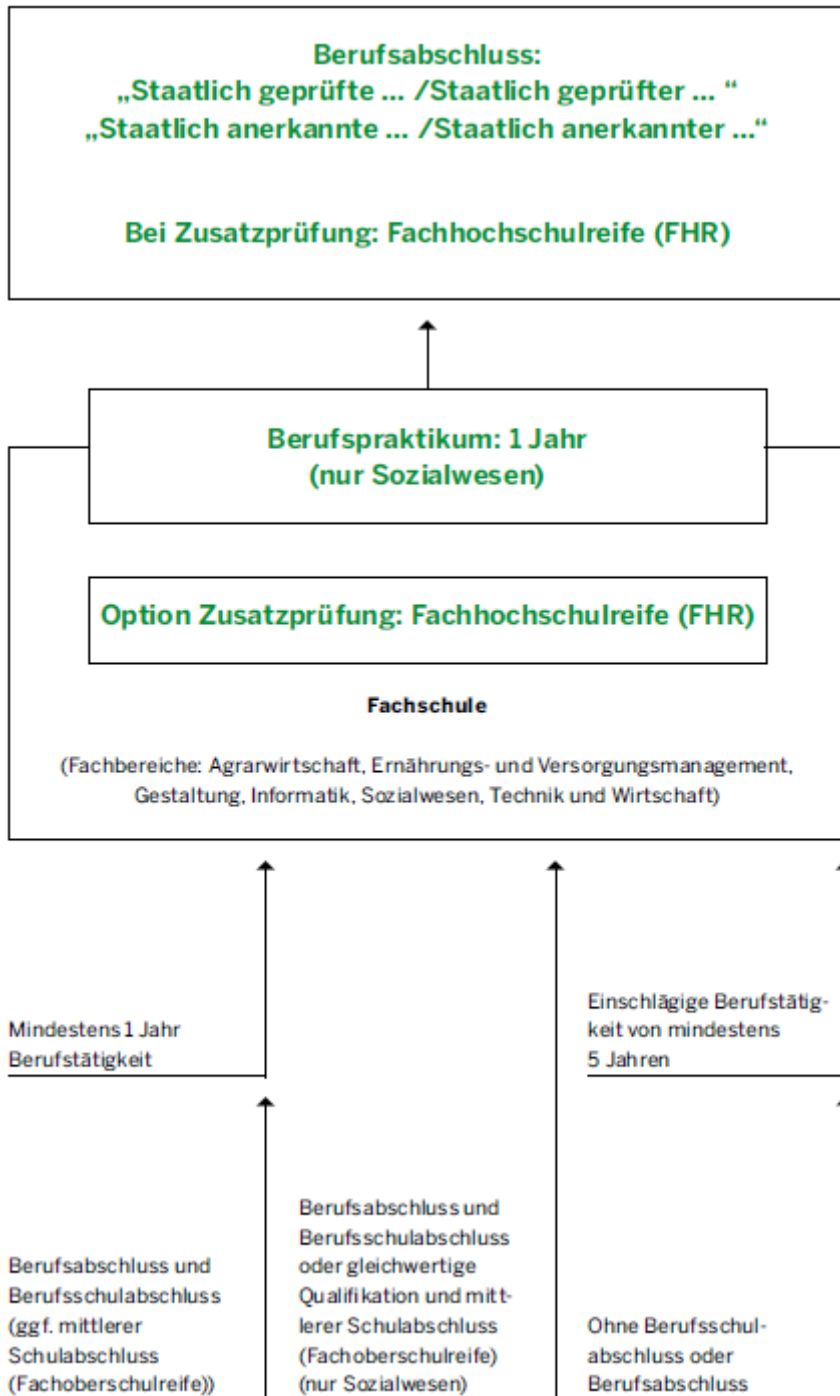 Berufsabschluss:
„Staatlich geprüfte ... /Staatlich geprüfter ... “
„Staatlich anerkannte ... /Staatlich anerkannter ...“
Bei Zusatzprüfung: Fachhochschulreife (FHR)
Berufspraktikum: 1 Jahr
(nur Sozialwesen)
Option Zusatzprüfung: Fachhochschulreife (FHR)
Fachschule
(Fachbereiche: Agrarwirtschaft, Ernährungs- und Versorgungsmanagement,
Gestaltung, Informatik, Sozialwesen, Technik und Wirtschaft)
Mindestens 1 Jahr
Berufstätigkeit
Einschlägige Berufstätig-
keit von mindestens
5 Jahren
Berufsabschluss und
Berufsschulabschluss
(ggf. mittlerer
Schulabschluss
(Fachoberschulreife))
Berufsabschluss und
Berufsschulabschluss
oder gleichwertige
Qualifikation und mitt-
lerer Schulabschluss
(Fachoberschulreife)
(nur Sozialwesen)
Ohne Berufsschul-
abschluss oder
Berufsabschluss